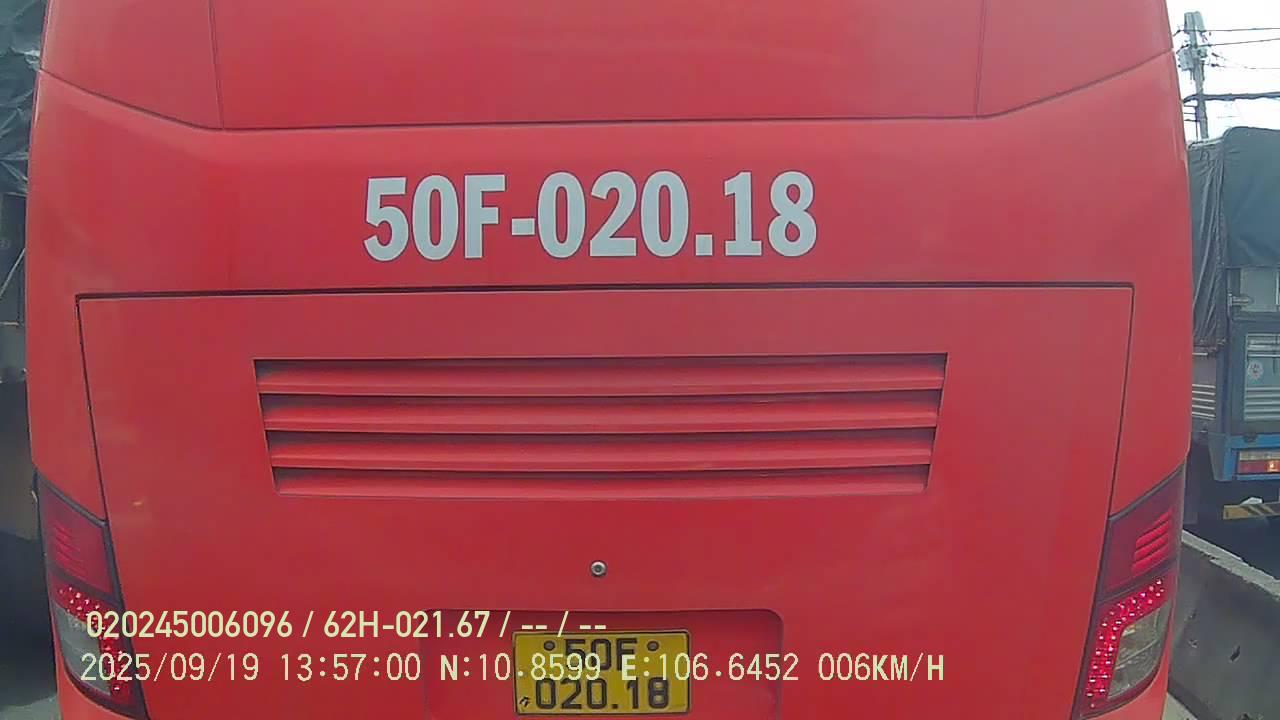 50F-020.18
020245006096 / 62H-021.67 / -- / --
2025/09/19 13:57:00 N:10.8599 E:106.6452 006KM/H
50F
020.18